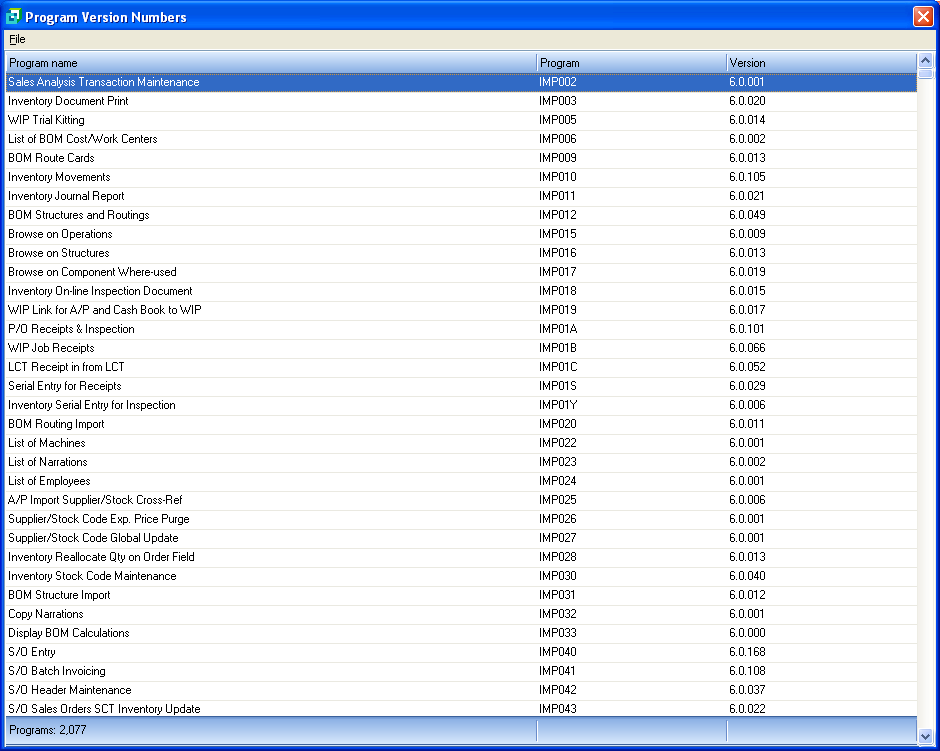 Program Version Numbers
File
Program name Program Version
Sales Analysis Transaction Maintenance IMP002 6.0.001
Inventory Document Print IMP003 6.0.020
WIP Trial Kitting IMP005 6.0.014
List of BOM Cost/Work Centers IMP006 6.0.002
BOM Route Cards IMP009 6.0.013
Inventory Movements IMP010 6.0.105
Inventory Journal Report IMP011 6.0.021
BOM Structures and Routings IMP012 6.0.049
Browse on Operations IMP015 6.0.009
Browse on Structures IMP016 6.0.013
Browse on Component Where-used IMP017 6.0.019
Inventory On-line Inspection Document IMP018 6.0.015
WIP Link for A/P and Cash Book to WIP IMP019 6.0.017
P/O Receipts & Inspection IMP01A 6.0.101
WIP Job Receipts IMP01B 6.0.066
LCT Receipt in from LCT IMP01C 6.0.052
Serial Entry for Receipts IMP01S 6.0.029
Inventory Serial Entry for Inspection IMP01Y 6.0.006
BOM Routing Import IMP020 6.0.011
List of Machines IMP022 6.0.001
List of Narrations IMP023 6.0.002
List of Employees IMP024 6.0.001
A/P Import Supplier/Stock Cross-Ref IMP025 6.0.006
Supplier/Stock Code Exp. Price Purge IMP026 6.0.001
Supplier/Stock Code Global Update IMP027 6.0.001
Inventory Reallocate Qty on Order Field IMP028 6.0.013
Inventory Stock Code Maintenance IMP030 6.0.040
BOM Structure Import IMP031 6.0.012
Copy Narrations IMP032 6.0.001
Display BOM Calculations IMP033 6.0.000
S/O Entry IMP040 6.0.168
S/O Batch Invoicing IMP041 6.0.108
S/O Header Maintenance IMP042 6.0.037
S/O Sales Orders SCT Inventory Update IMP043 6.0.022
Programs: 2,077